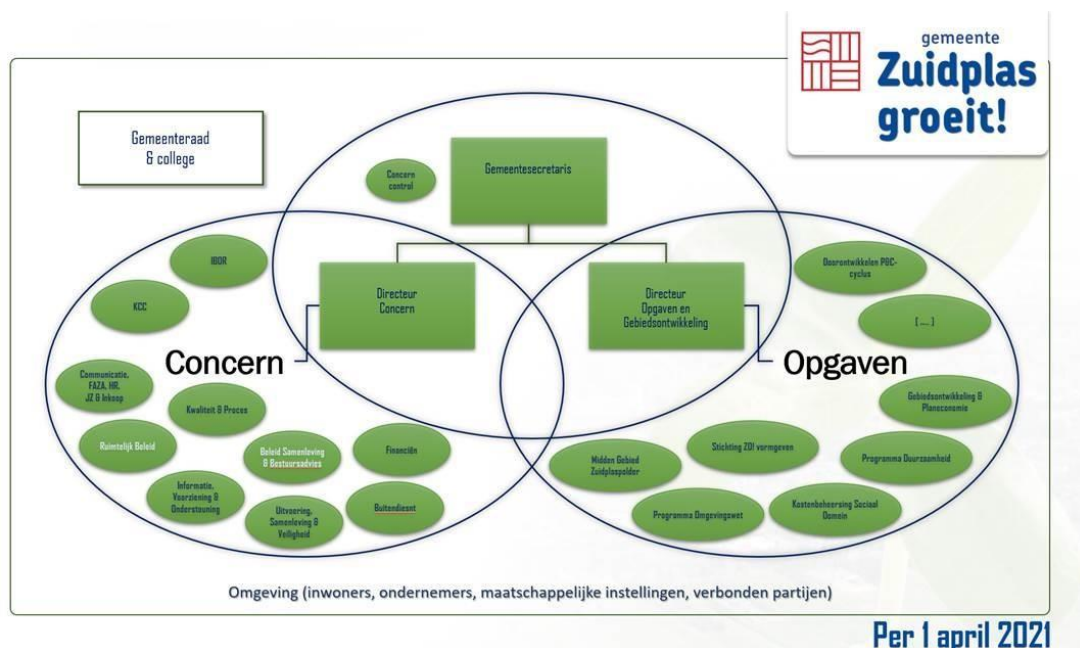 gemeente
Zuidplas
groeit!
Gemeenteraad
& college
Gemeentesecretaris
Concern
control
IBOR
Doorontwikkelen P&C-
cyclus
KCC
[ ... ]
Directeur
Concern
Directeur
Opgaven en
Gebiedsontwikkeling
Concern
Opgaven
Communicatie,
FAZA, HR,
JZ & Inkoop
Kwaliteit & Proces
Gebiedsontwikkeling &
Planeconomie
Ruimtelijk Beleid
Beleid Samenleving
& Bestuursadvies
Financiën
Midden Gebied
Zuidplaspolder
Stichting ZO! vormgeven
Programma Duurzaamheid
Informatie,
Voorziening &
Ondersteuning
Uitvoering,
Samenleving &
Veiligheid
Buitendienst
Programma Omgevingswet
Kostenbeheersing Sociaal
Domein
Omgeving (inwoners, ondernemers, maatschappelijke instellingen, verbonden partijen)
Per 1 april 2021